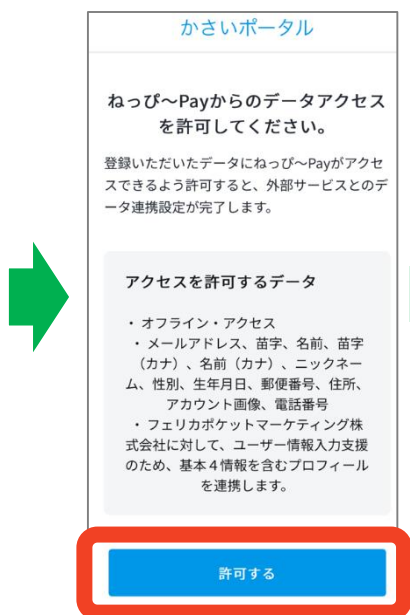 かさいポータル
ねっぴ～Payからのデータアクセス
を許可してください。
登録いただいたデータにねっぴ～Payがアクセ
スできるよう許可すると、外部サービスとのデ
ータ連携設定が完了します。
アクセスを許可するデータ
・オフライン・アクセス
・メールアドレス、苗字、名前、苗字
（カナ）、名前（カナ）、ニックネー
ム、性別、生年月日、郵便番号、住所、
アカウント画像、電話番号
・フェリカポケットマーケティング株
式会社に対して、ユーザー情報入力支援
のため、基本４情報を含むプロフィール
を連携します。
許可する